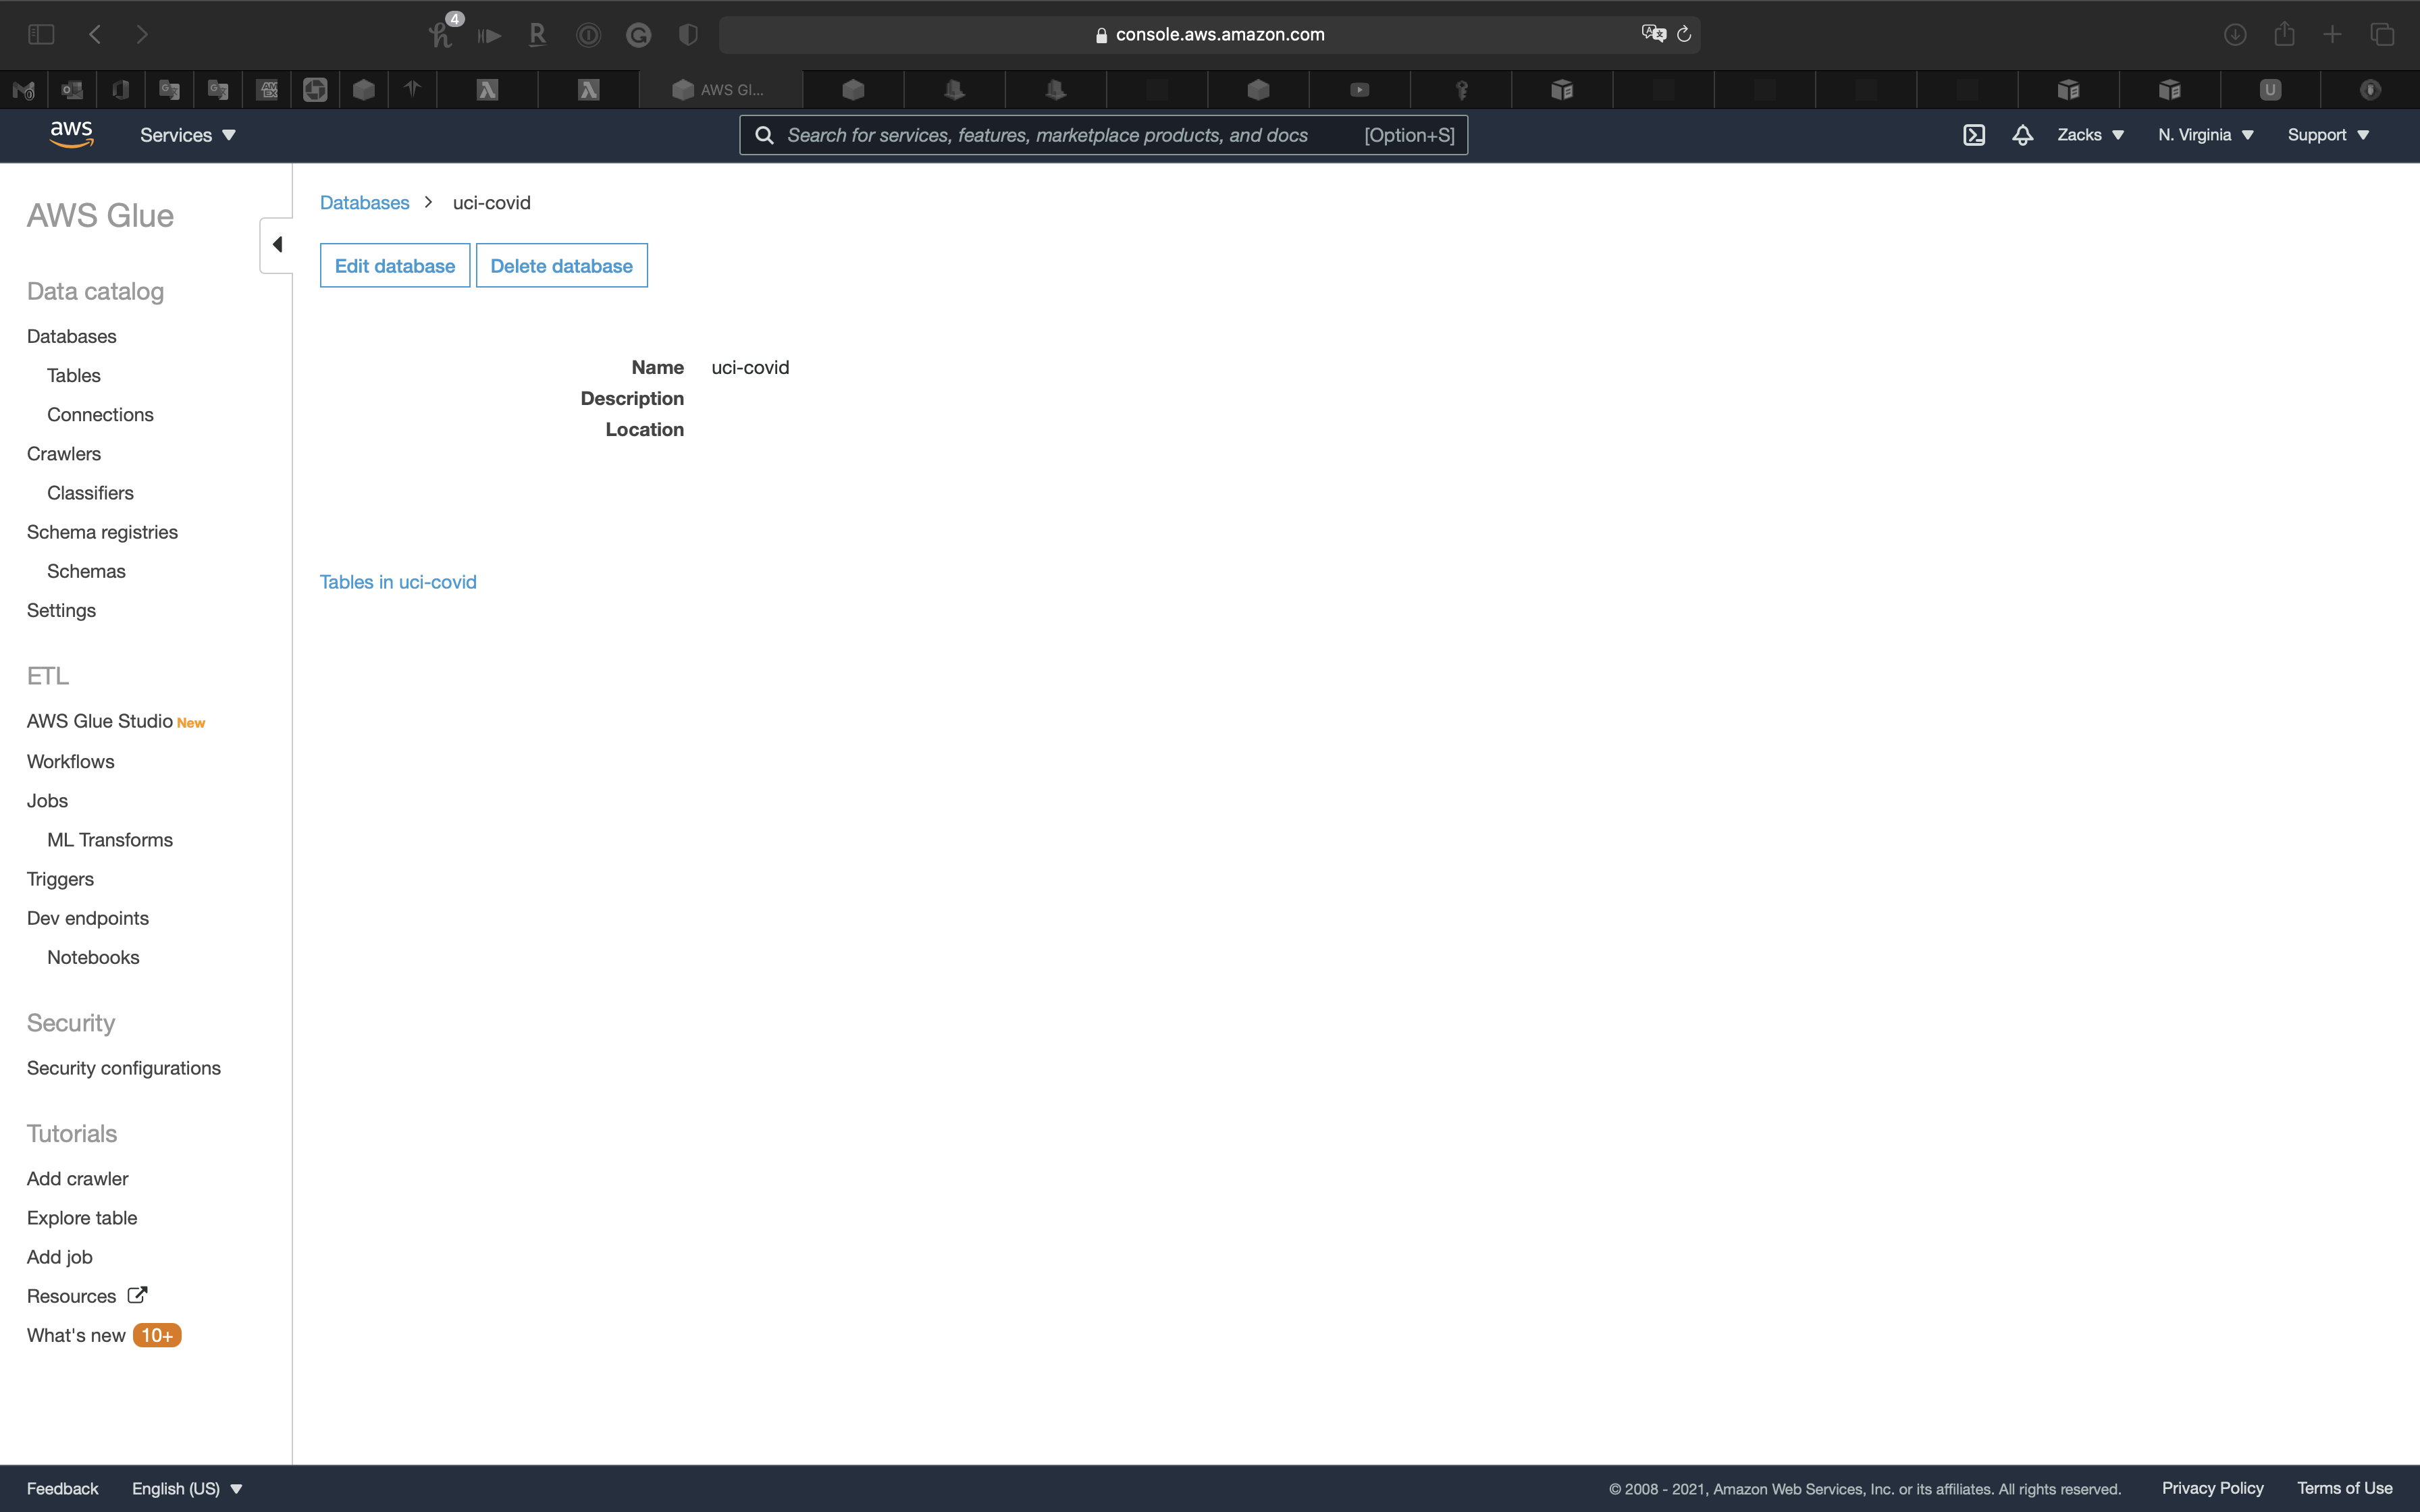 4
console.aws.amazon.com
AWS Gl...
aws
Services
Search for services, features, marketplace products, and docs [Option+S]
Zacks
N. Virginia
Support
AWS Glue
Data catalog
Databases
Tables
Connections
Crawlers
Classifiers
Schema registries
Schemas
Settings
ETL
AWS Glue Studio New
Workflows
Jobs
ML Transforms
Triggers
Dev endpoints
Notebooks
Security
Security configurations
Tutorials
Add crawler
Explore table
Add job
Resources
What's new 10+
Databases > uci-covid
Edit database
Delete database
Name uci-covid
Description
Location
Tables in uci-covid
Feedback
English (US)
© 2008 - 2021, Amazon Web Services, Inc. or its affiliates. All rights reserved.
Privacy Policy
Terms of Use